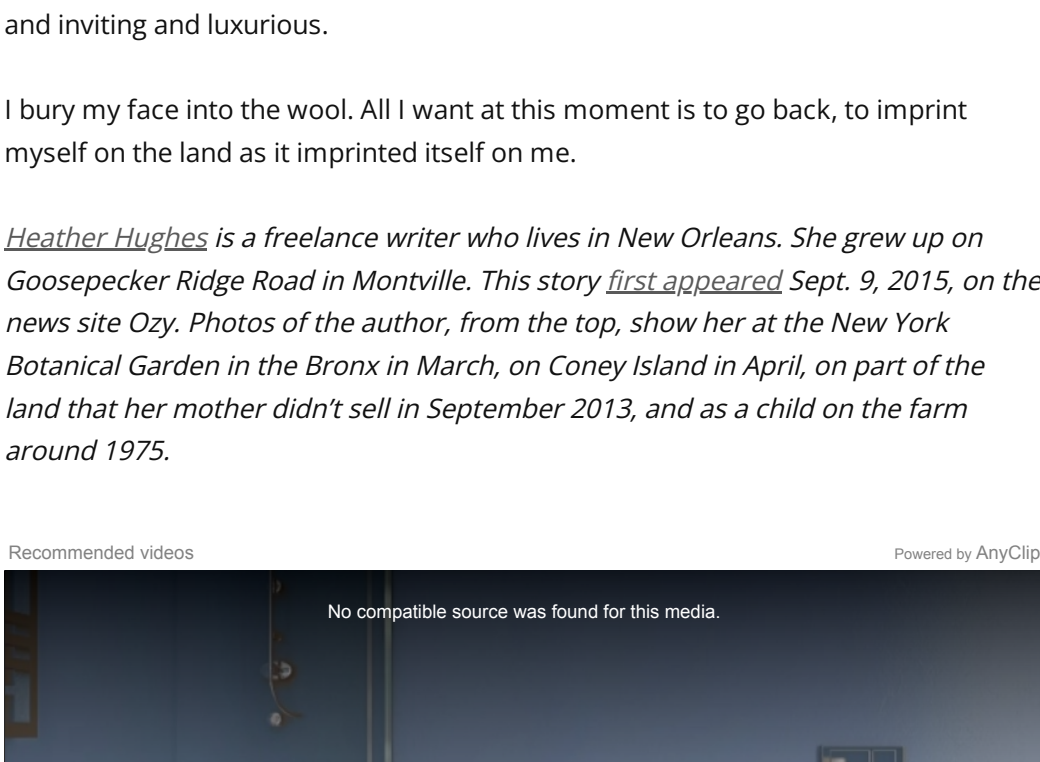 and inviting and luxurious.
I bury my face into the wool. All I want at this moment is to go back, to imprint
myself on the land as it imprinted itself on me.
Heather Hughes is a freelance writer who lives in New Orleans. She grew up on
Goosepecker Ridge Road in Montville. This story first appeared Sept. 9, 2015, on the
news site Ozy. Photos of the author, from the top, show her at the New York
Botanical Garden in the Bronx in March, on Coney Island in April, on part of the
land that her mother didn’t sell in September 2013, and as a child on the farm
around 1975.
Recommended videos
Powered by AnyClip
No compatible source was found for this media.